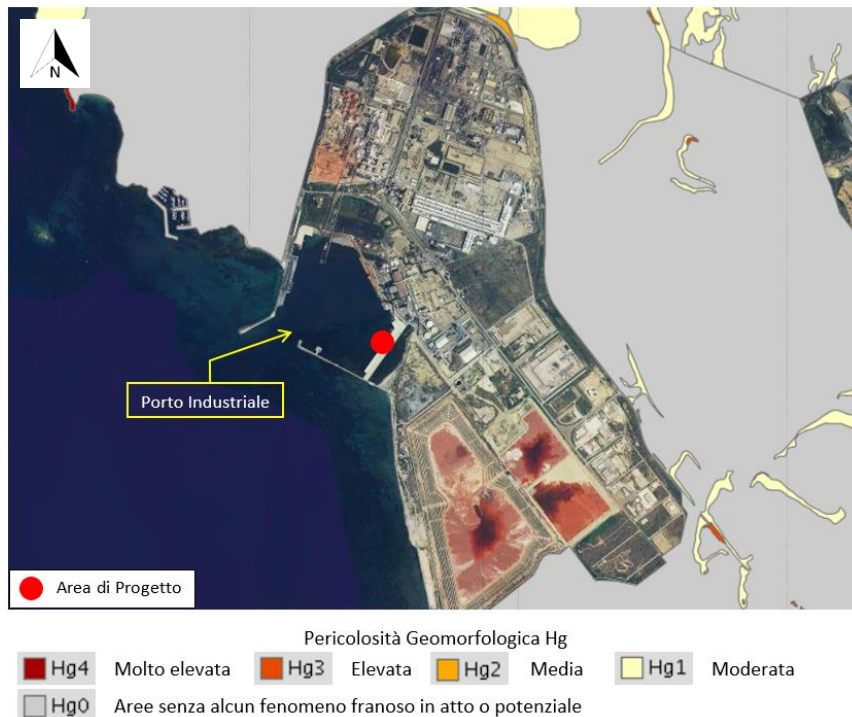 N
Porto Industriale
Area di Progetto
Pericolosità Geomorfologica Hg
Hg4 Molto elevata Hg3 Elevata Hg2 Media Hg1 Moderata
Hg0 Aree senza alcun fenomeno franoso in atto o potenziale